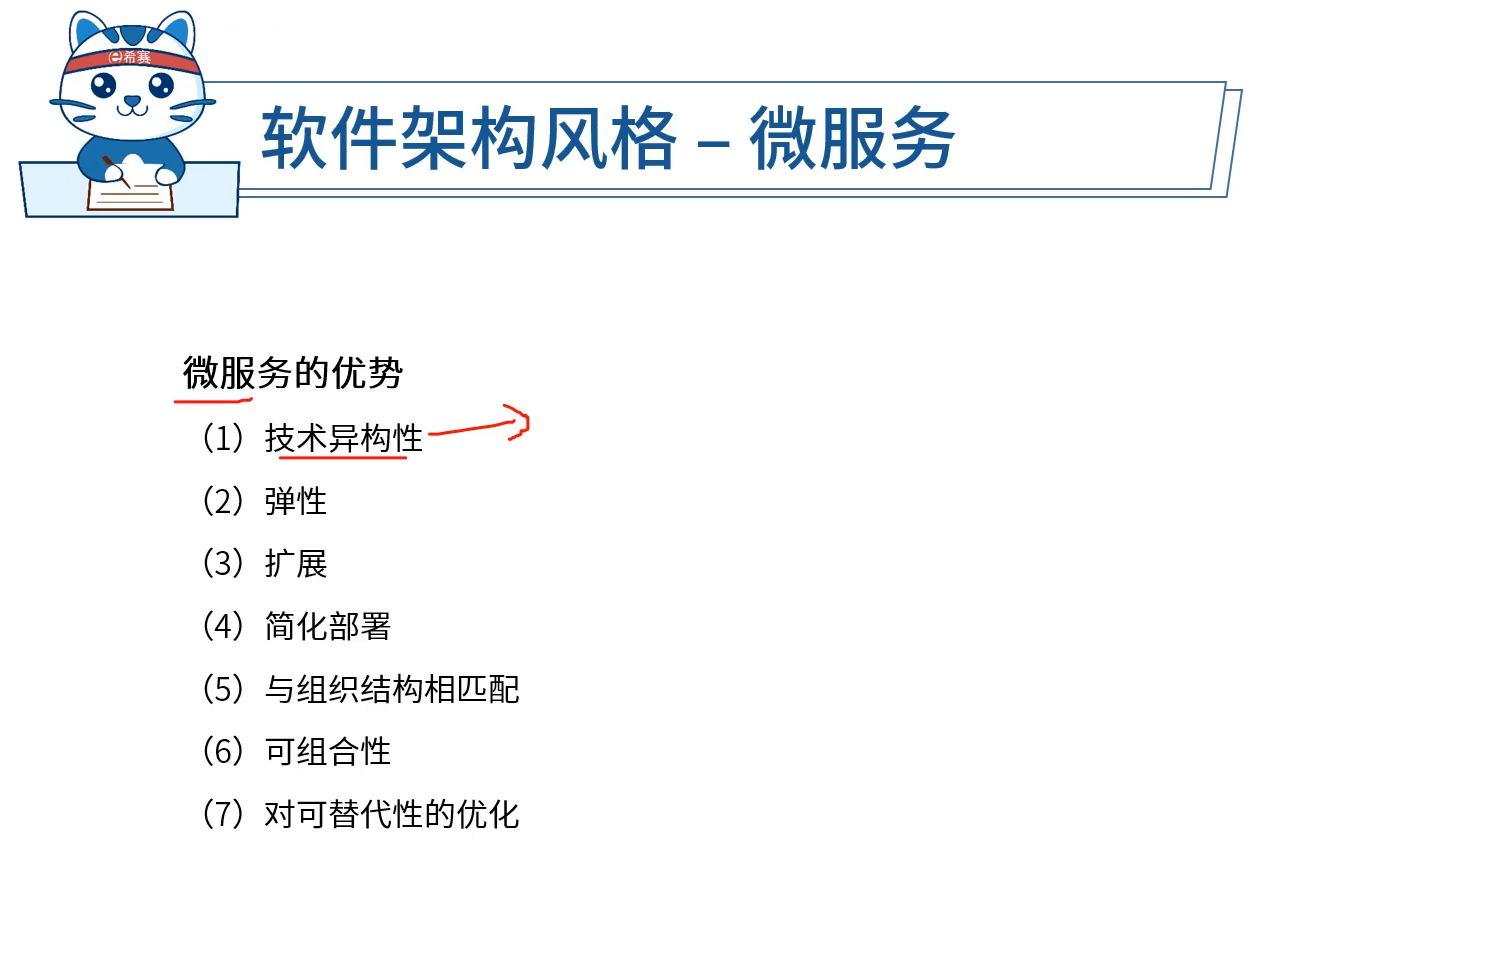 e希赛
软件架构风格 – 微服务
微服务的优势
（1）技术异构性
（2）弹性
（3）扩展
（4）简化部署
（5）与组织结构相匹配
（6）可组合性
（7）对可替代性的优化